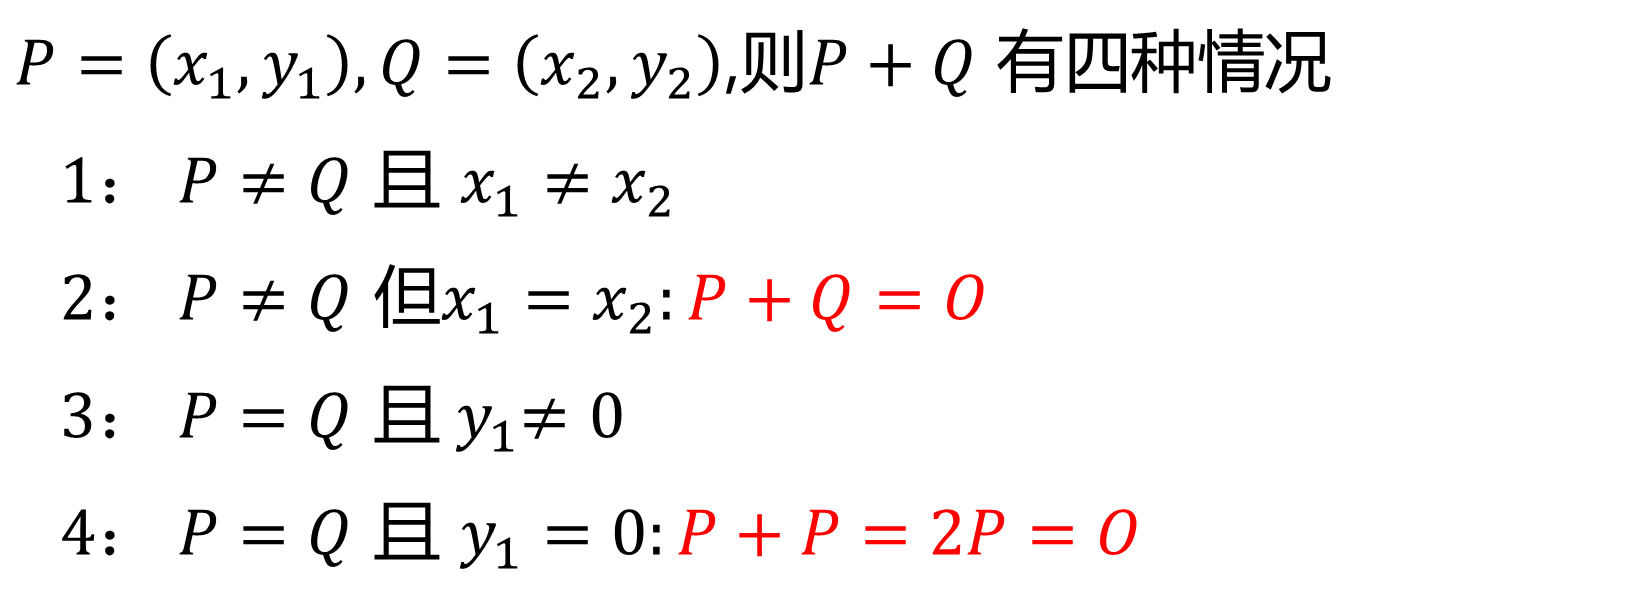 P = (x₁, y₁), Q = (x₂, y₂),则P + Q 有四种情况
1： P ≠ Q 且 x₁ ≠ x₂
2： P ≠ Q 但x₁ = x₂: P + Q = O
3： P = Q 且 y₁≠ 0
4： P = Q 且 y₁ = 0: P + P = 2P = O